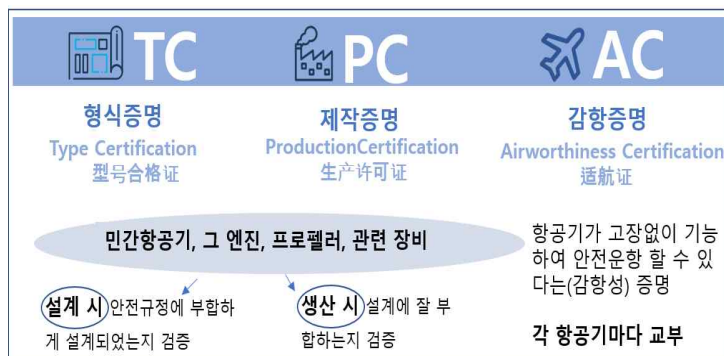 TC
PC
AC
형식증명
Type Certification
型号合格证
제작증명
ProductionCertification
生产许可证
감항증명
Airworthiness Certification
适航证
민간항공기, 그 엔진, 프로펠러, 관련 장비
설계 시 안전규정에 부합하
게 설계되었는지 검증
생산 시 설계에 잘 부
합하는지 검증
항공기가 고장없이 기능
하여 안전운항 할 수 있
다는(감항성) 증명
각 항공기마다 교부